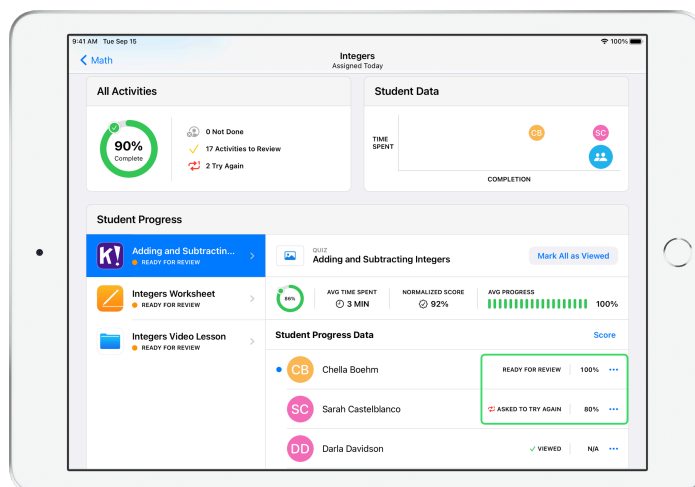 9:41 AM Tue Sep 15
100%
Math
Integers
Assigned Today
All Activities
90%
Complete
0 Not Done
17 Activities to Review
2 Try Again
Student Data
TIME
SPENT
CB
SC
COMPLETION
Student Progress
K!
Adding and Subtractin...
READY FOR REVIEW
Integers Worksheet
READY FOR REVIEW
Integers Video Lesson
READY FOR REVIEW
QUIZ
Adding and Subtracting Integers
Mark All as Viewed
86%
AVG TIME SPENT
3 MIN
NORMALIZED SCORE
92%
AVG PROGRESS
100%
Student Progress Data
Score
CB
Chella Boehm
READY FOR REVIEW
100%
SC
Sarah Castelblanco
ASKED TO TRY AGAIN
80%
DD
Darla Davidson
VIEWED
N/A